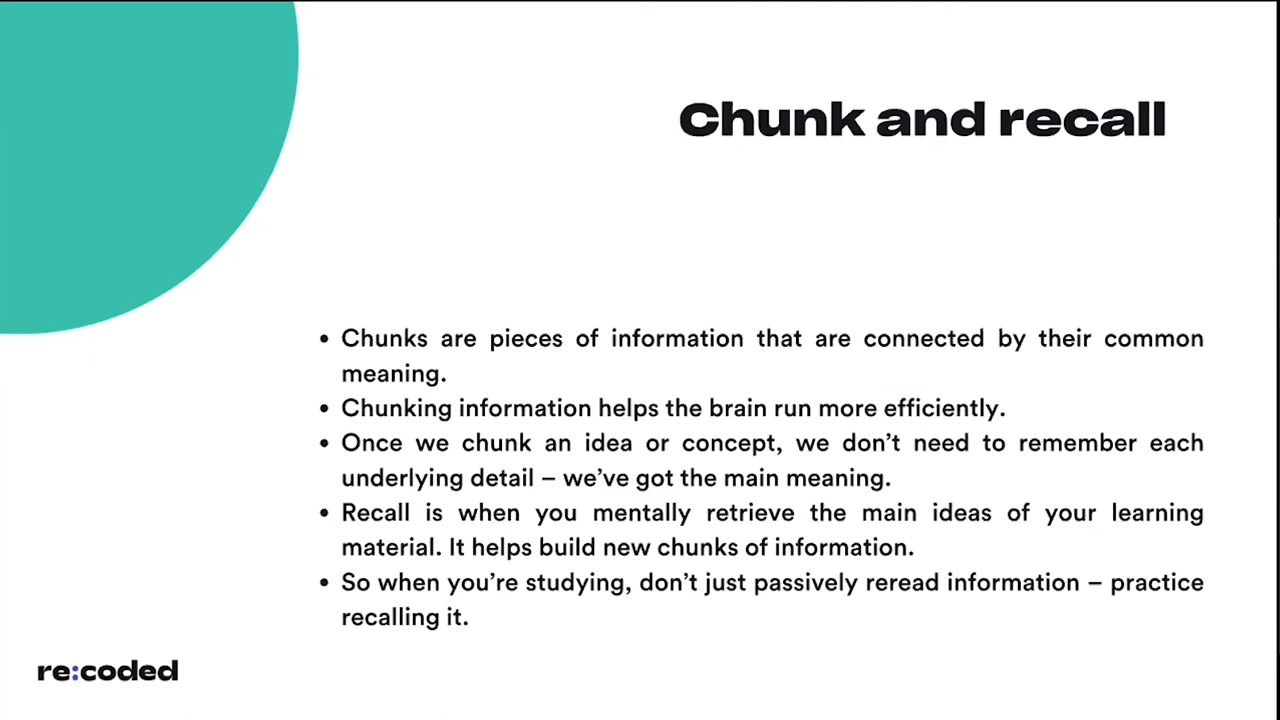 Chunk and recall
• Chunks are pieces of information that are connected by their common
meaning.
• Chunking information helps the brain run more efficiently.
• Once we chunk an idea or concept, we don’t need to remember each
underlying detail – we’ve got the main meaning.
• Recall is when you mentally retrieve the main ideas of your learning
material. It helps build new chunks of information.
• So when you’re studying, don’t just passively reread information – practice
recalling it.
re:coded